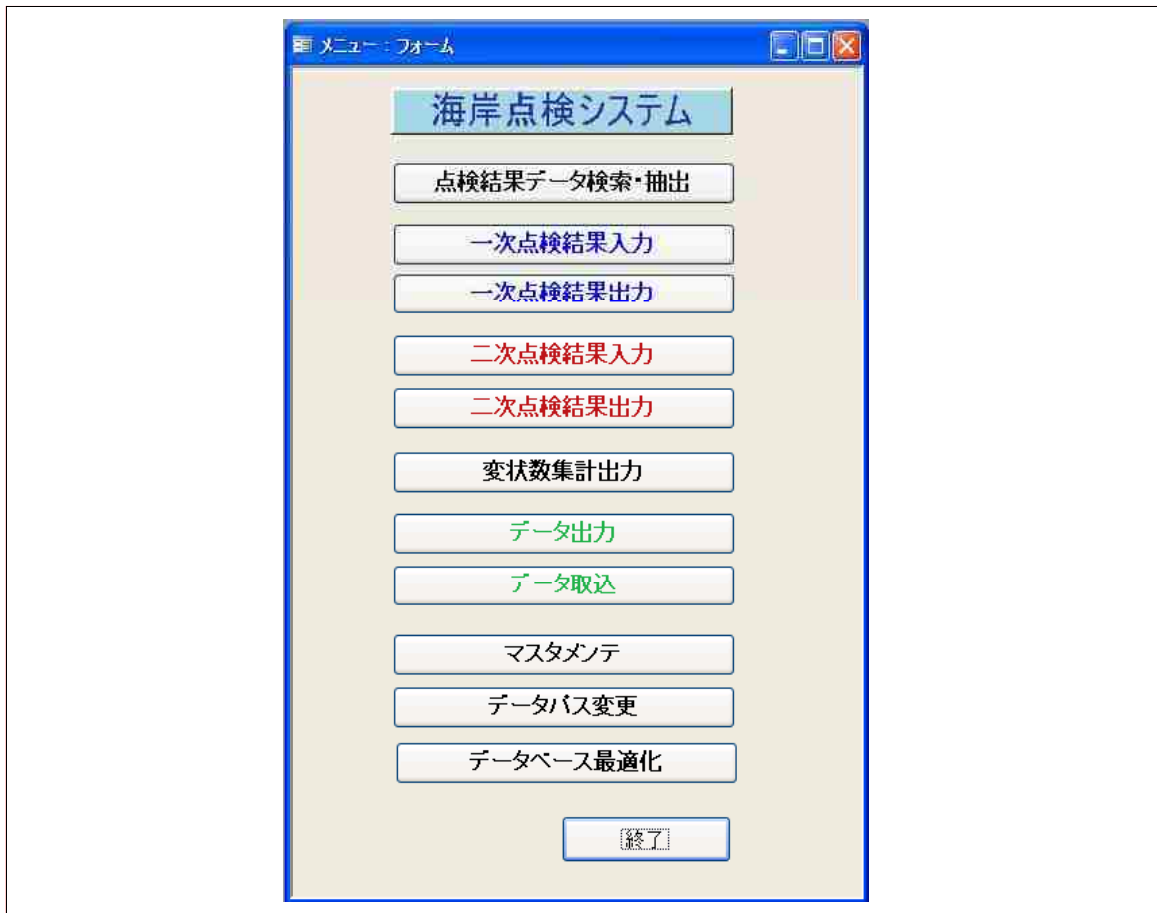 メニュー : フォーム
海岸点検システム
点検結果データ検索・抽出
一次点検結果入力
一次点検結果出力
二次点検結果入力
二次点検結果出力
変状数集計出力
データ出力
データ取込
マスタメンテ
データパス変更
データベース最適化
終了